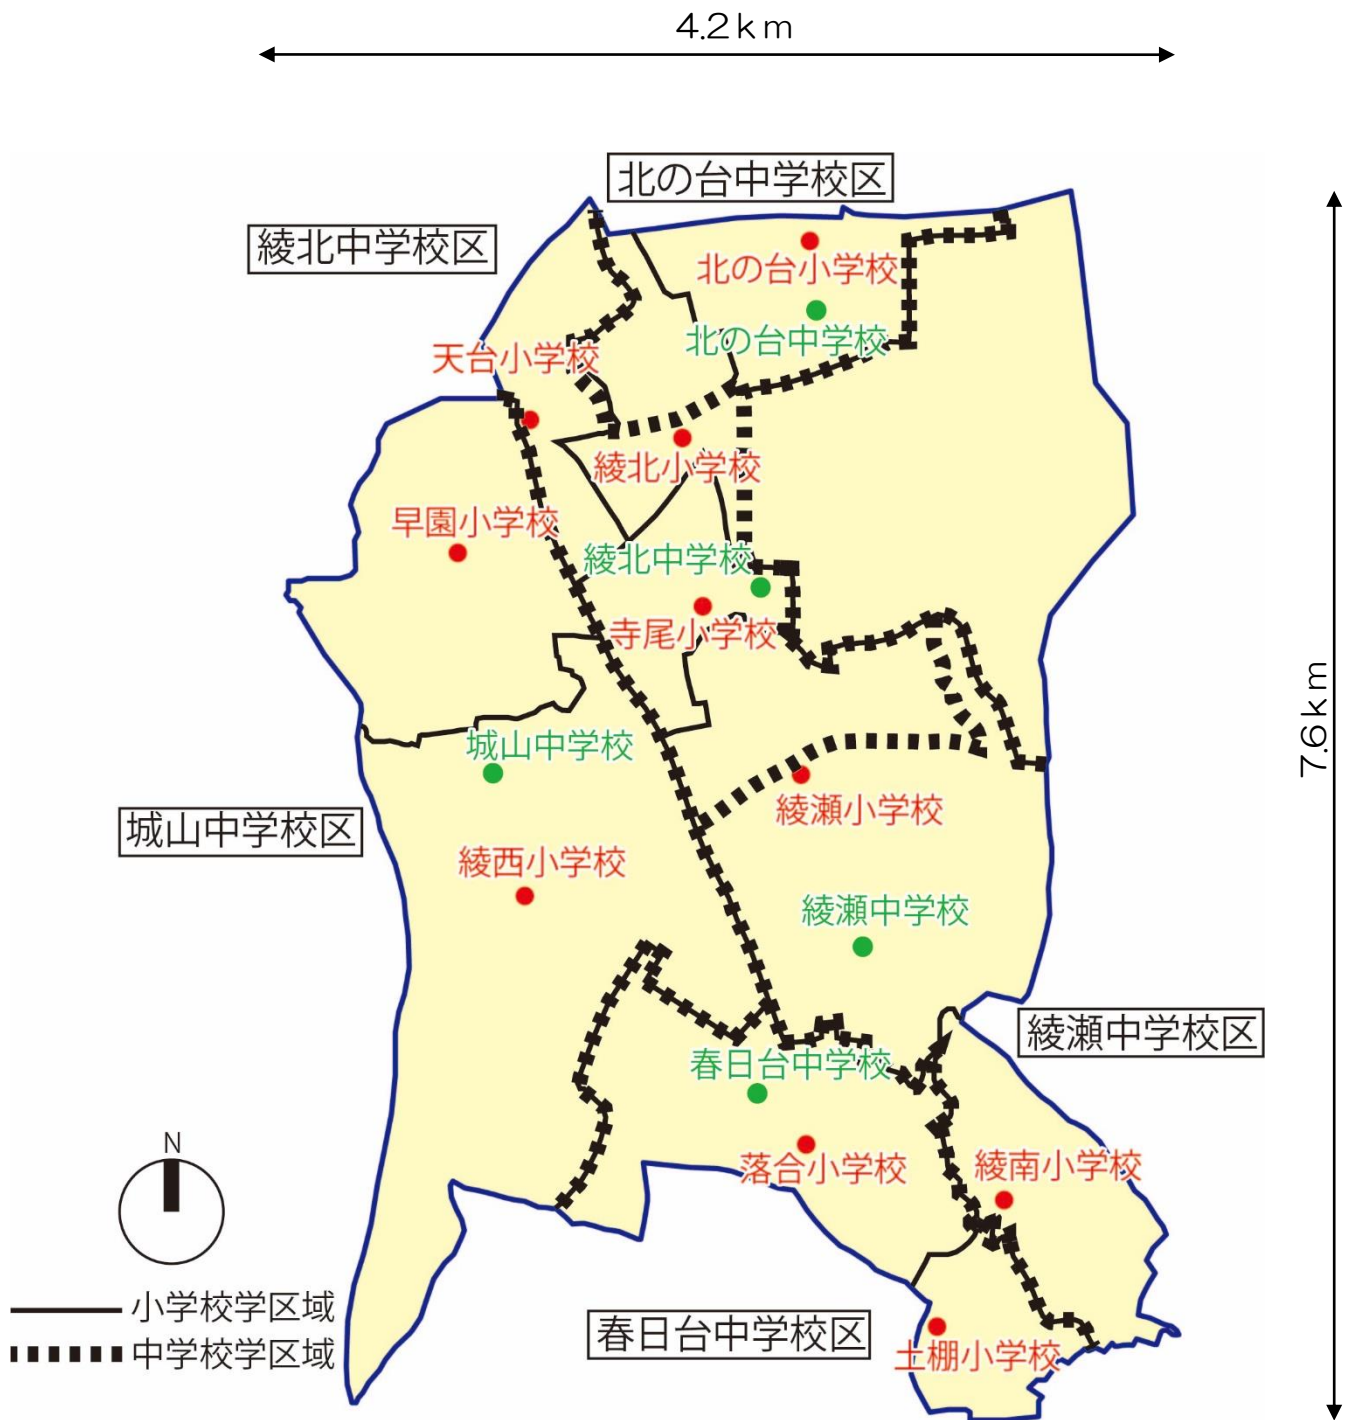 4.2km
北の台中学校区
綾北中学校区
北の台小学校
北の台中学校
天台小学校
綾北小学校
早園小学校
綾北中学校
寺尾小学校
7.6km
城山中学校
綾瀬小学校
城山中学校区
綾西小学校
綾瀬中学校
綾瀬中学校区
春日台中学校
N
落合小学校
綾南小学校
小学校学区域
春日台中学校区
中学校学区域
土棚小学校